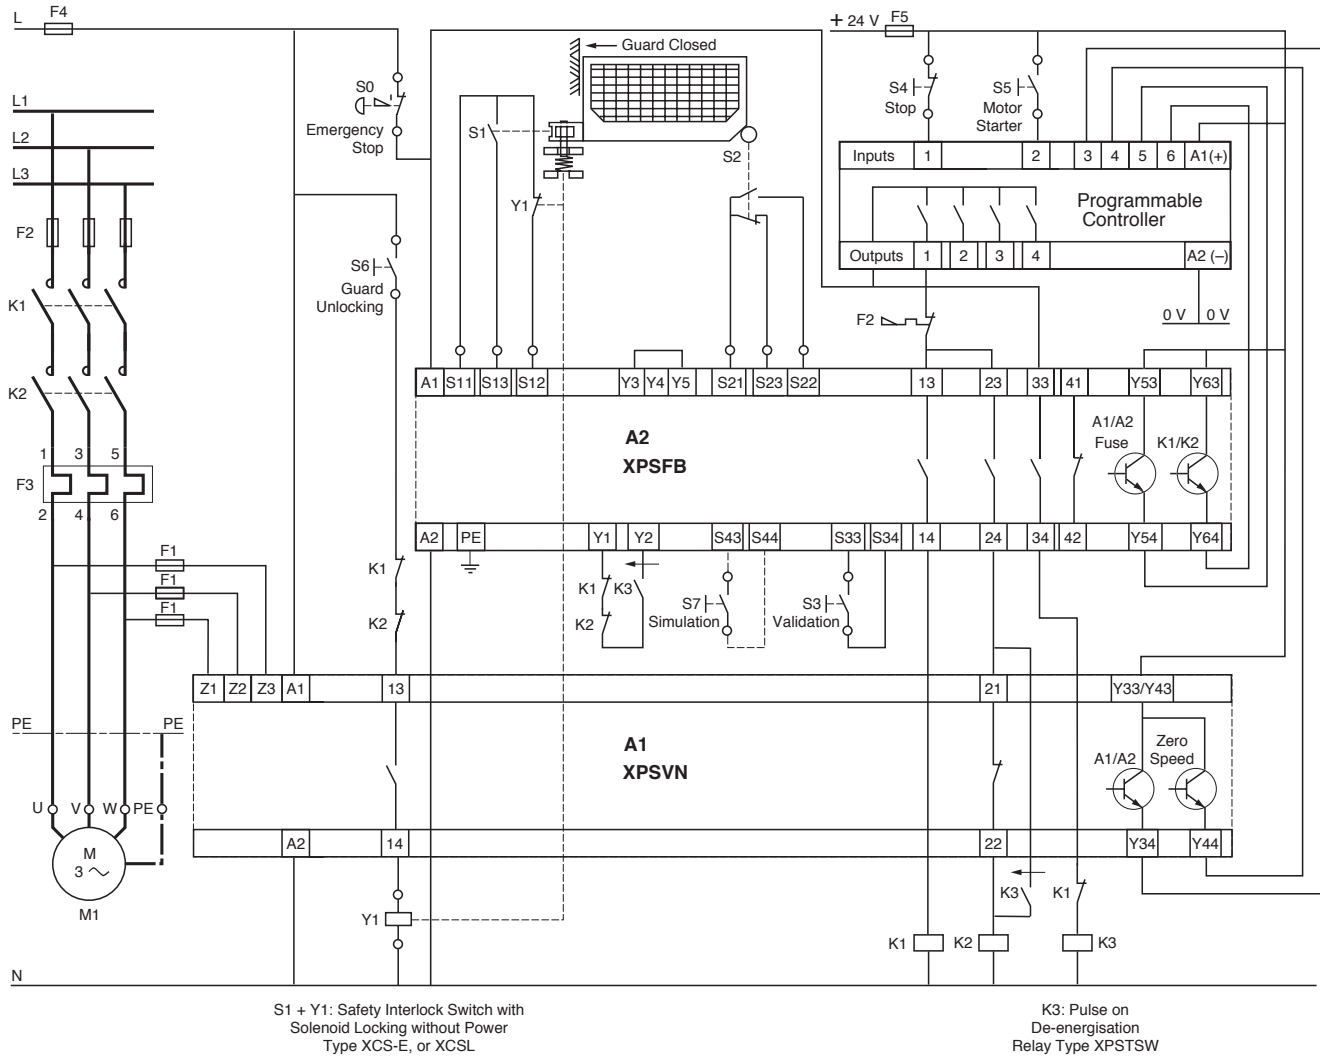 L F4 + 24 V F5
Guard Closed
S0
Emergency
Stop
S4
Stop
S5
Motor
Starter
L1
L2
L3
S1
S2
Inputs 1 2 3 4 5 6 A1(+)
Programmable
Controller
Outputs 1 2 3 4 A2 (–)
Y1
F2
S6
Guard
Unlocking
K1
F2
0 V 0 V
A1 S11 S13 S12 Y3 Y4 Y5 S21 S23 S22 13 23 33 41 Y53 Y63
K2
A2
XPSFB
A1/A2
Fuse
K1/K2
1 3 5
F3
2 4 6
A2 PE Y1 Y2 S43 S44 S33 S34 14 24 34 42 Y54 Y64
F1
F1
F1
K1
K2
K1 K3
K2
S7
Simulation
S3
Validation
Z1 Z2 Z3 A1 13 21 Y33/Y43
PE PE
A1
XPSVN
A1/A2
Zero
Speed
U V W PE
A2 14 22 Y34 Y44
M
3
M1
Y1
K3 K1
K1 K2 K3
N
S1 + Y1: Safety Interlock Switch with
Solenoid Locking without Power
Type XCS-E, or XCSL
K3: Pulse on
De-energisation
Relay Type XPSTSW